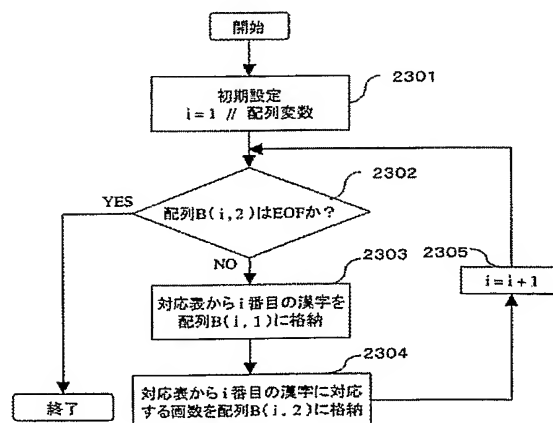 開始
2301
初期設定
i=1 // 配列変数
2302
YES
配列B(i,2)はEOFか?
NO
2303
2305
対応表からi番目の漢字を
配列B(i,1)に格納
i=i+1
2304
終了
対応表からi番目の漢字に対応
する画数を配列B(i,2)に格納